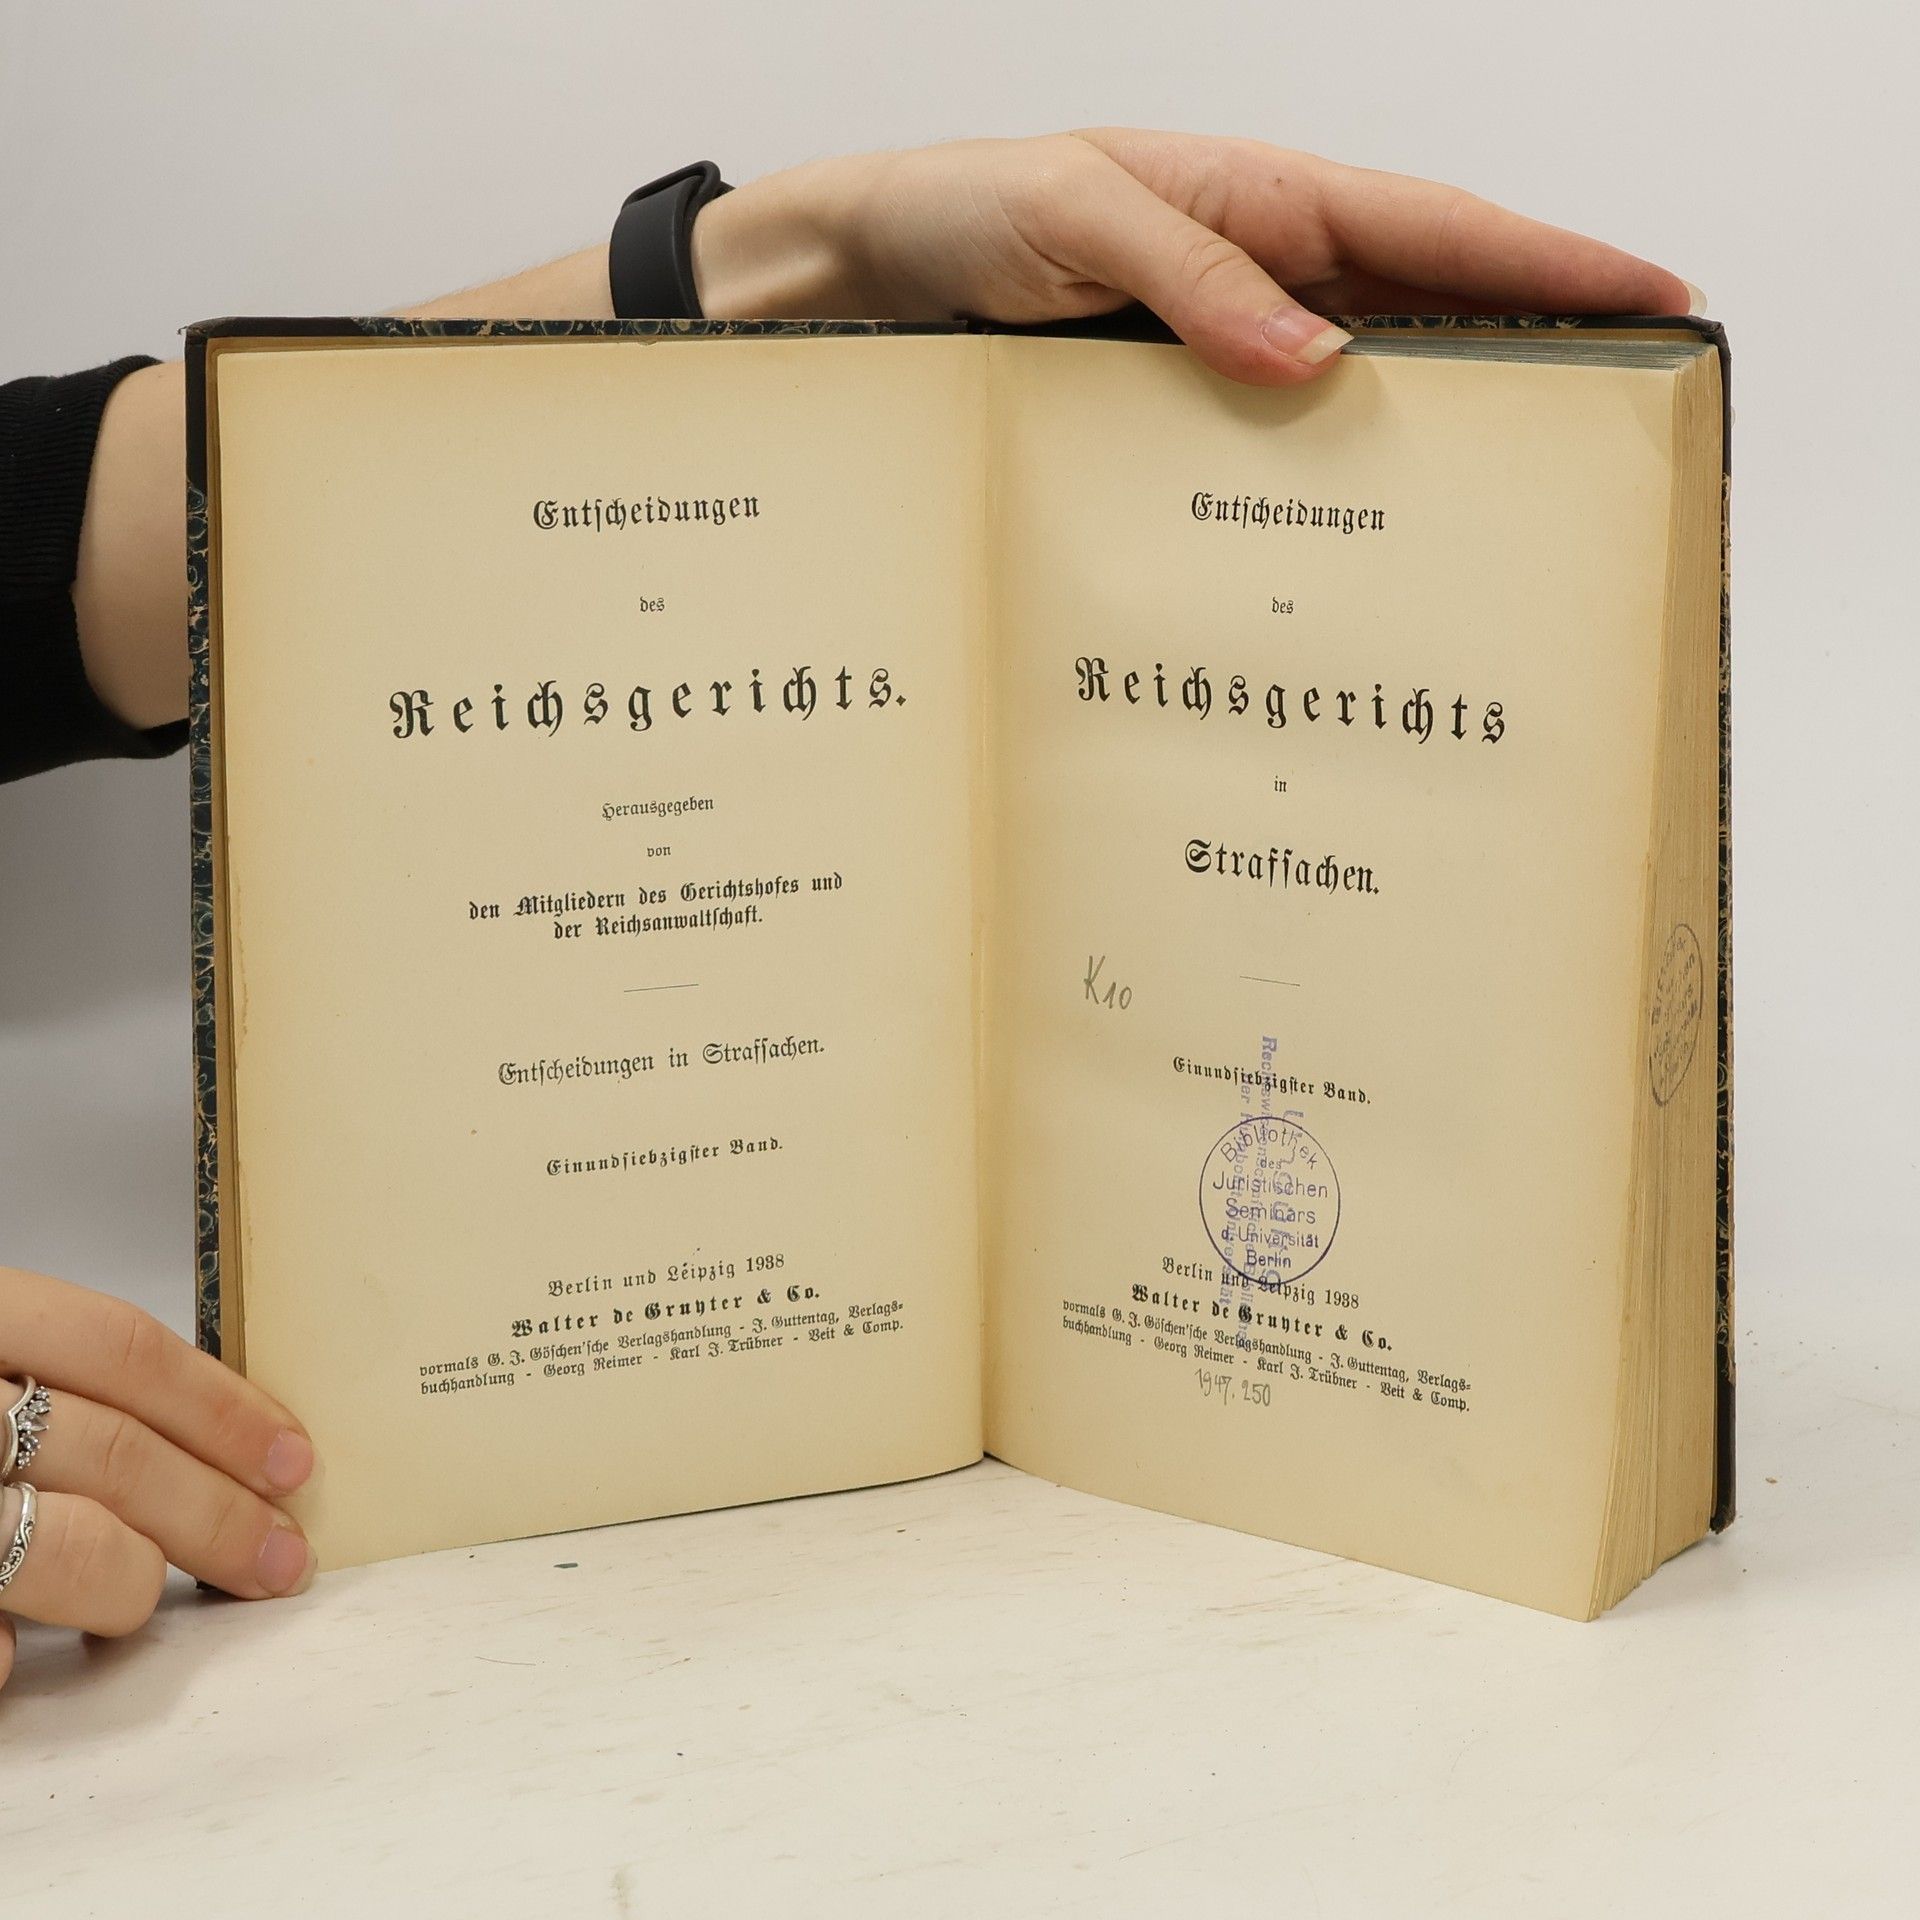 Entscheidungen
des
Reichsgerichts.
Herausgegeben
von
den Mitgliedern des Gerichtshofes und
der Reichsanwaltschaft.
Entscheidungen in Strafsachen.
Einundsiebzigster Band.
Berlin und Leipzig 1938
Walter de Gruyter & Co.
vormals G. J. Göschen'sche Verlagshandlung - J. Guttentag, Verlags-
buchhandlung - Georg Reimer - Karl J. Trübner - Veit & Comp.
Entscheidungen
des
Reichsgerichts
in
Strafsachen.
K10
Einundsiebzigster Band.
Bibliothek
des
Juristischen
Seminars
d. Universität
Berlin
Berlin und Leipzig 1938
Walter de Gruyter & Co.
vormals G. J. Göschen'sche Verlagshandlung - J. Guttentag, Verlags-
buchhandlung - Georg Reimer - Karl J. Trübner - Veit & Comp.
1947. 250